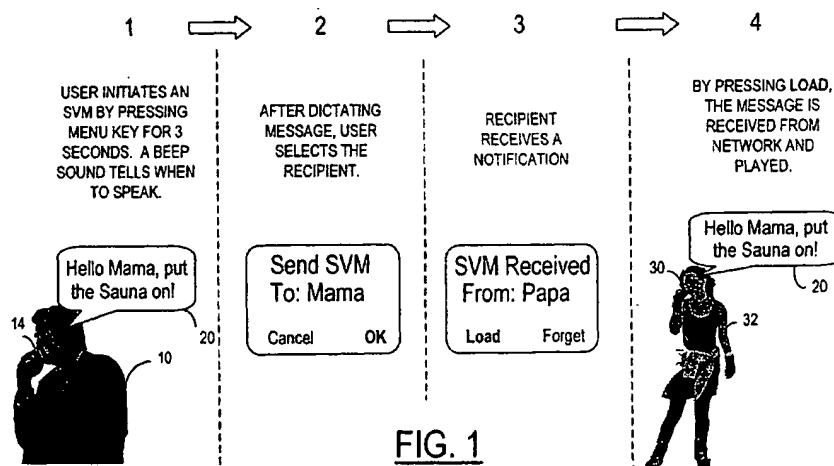 1
2
3
4
USER INITIATES AN
SVM BY PRESSING
MENU KEY FOR 3
SECONDS. A BEEP
SOUND TELLS WHEN
TO SPEAK.
AFTER DICTATING
MESSAGE, USER
SELECTS THE
RECIPIENT.
RECIPIENT
RECEIVES A
NOTIFICATION
BY PRESSING LOAD,
THE MESSAGE IS
RECEIVED FROM
NETWORK AND
PLAYED.
Hello Mama, put
the Sauna on!
14
20
10
Send SVM
To: Mama
Cancel OK
SVM Received
From: Papa
Load Forget
Hello Mama, put
the Sauna on!
30
20
32
FIG. 1